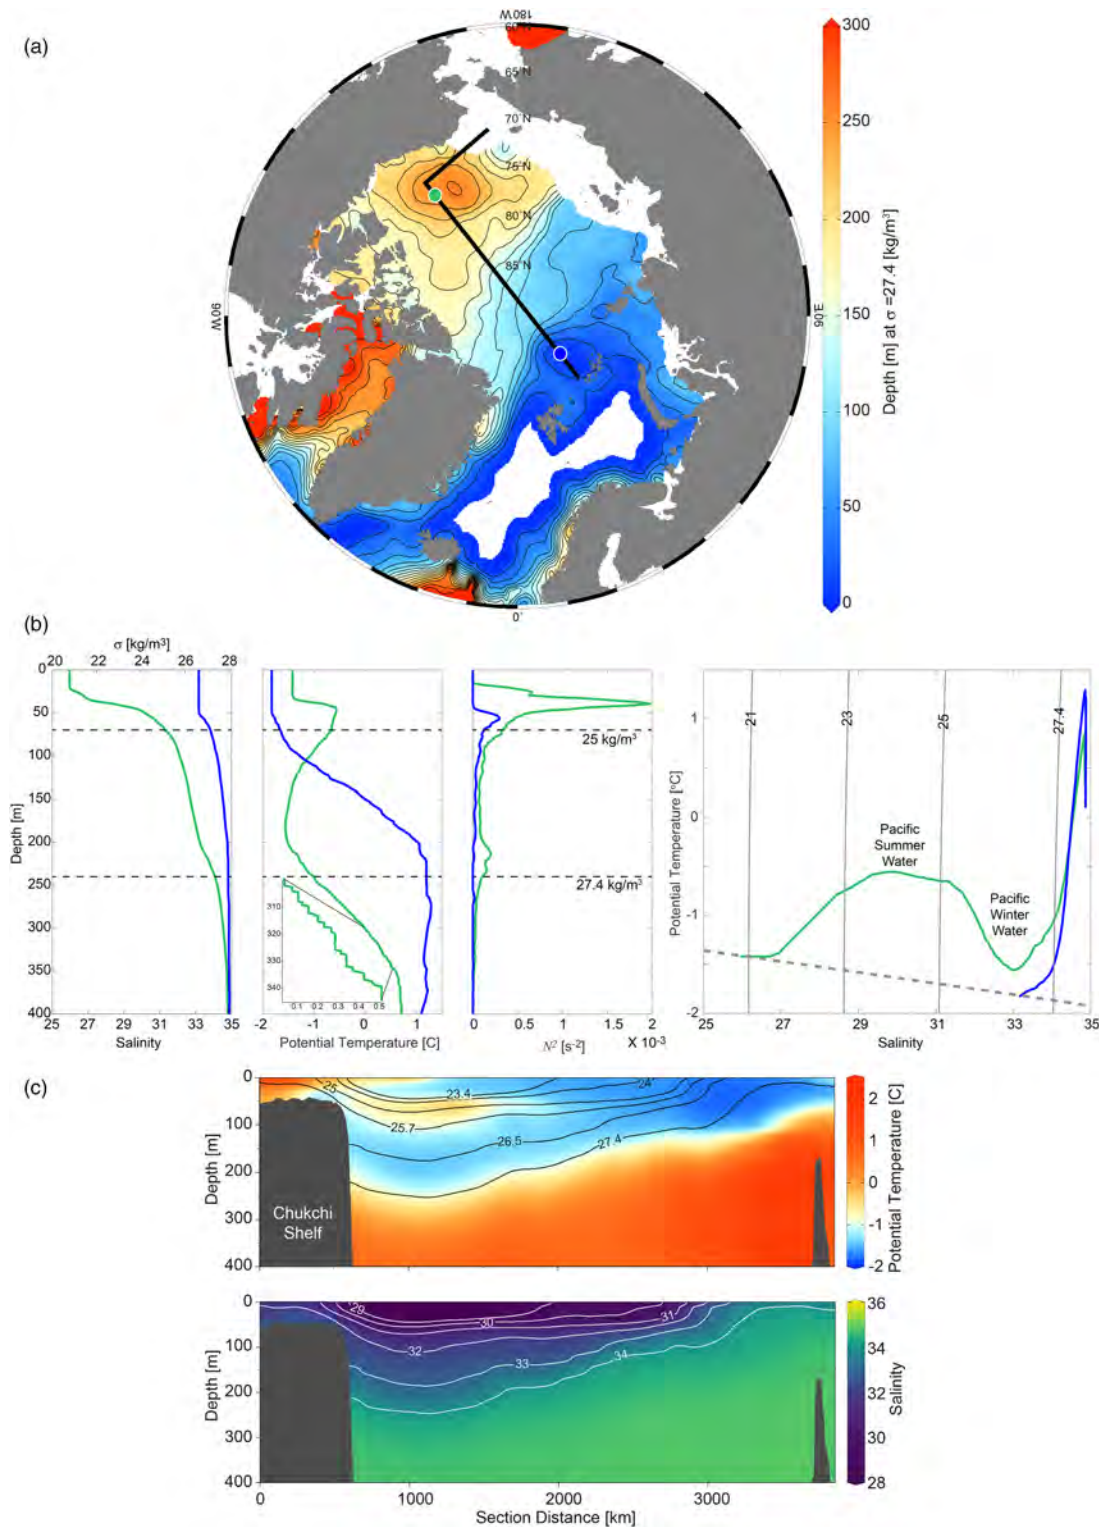 (a)
180°W
60°N
65°N
70°N
75°N
80°N
85°N
90W
90°E
0°
300
250
200
150
100
50
0
Depth [m] at σ =27.4 [kg/m³]
(b)
σ [kg/m³]
20 22 24 26 28
0
50
100
150
200
250
300
350
400
Depth [m]
25 27 29 31 33 35
Salinity
310
320
330
340
0.1 0.2 0.3 0.4 0.5
-2 -1 0 1
Potential Temperature [C]
25 kg/m³
27.4 kg/m³
0 0.5 1 1.5 2
N² [s⁻²] X 10⁻³
21
23
25
27.4
Pacific
Summer
Water
Pacific
Winter
Water
1
0
-1
-2
Potential Temperature [°C]
25 27 29 31 33 35
Salinity
(c)
0
100
200
300
400
Depth [m]
25
23.4
24
25.7
26.5
27.4
Chukchi
Shelf
2
1
0
-1
-2
Potential Temperature [C]
0
100
200
300
400
Depth [m]
29
30
31
32
33
34
36
34
32
30
28
Salinity
0 1000 2000 3000
Section Distance [km]